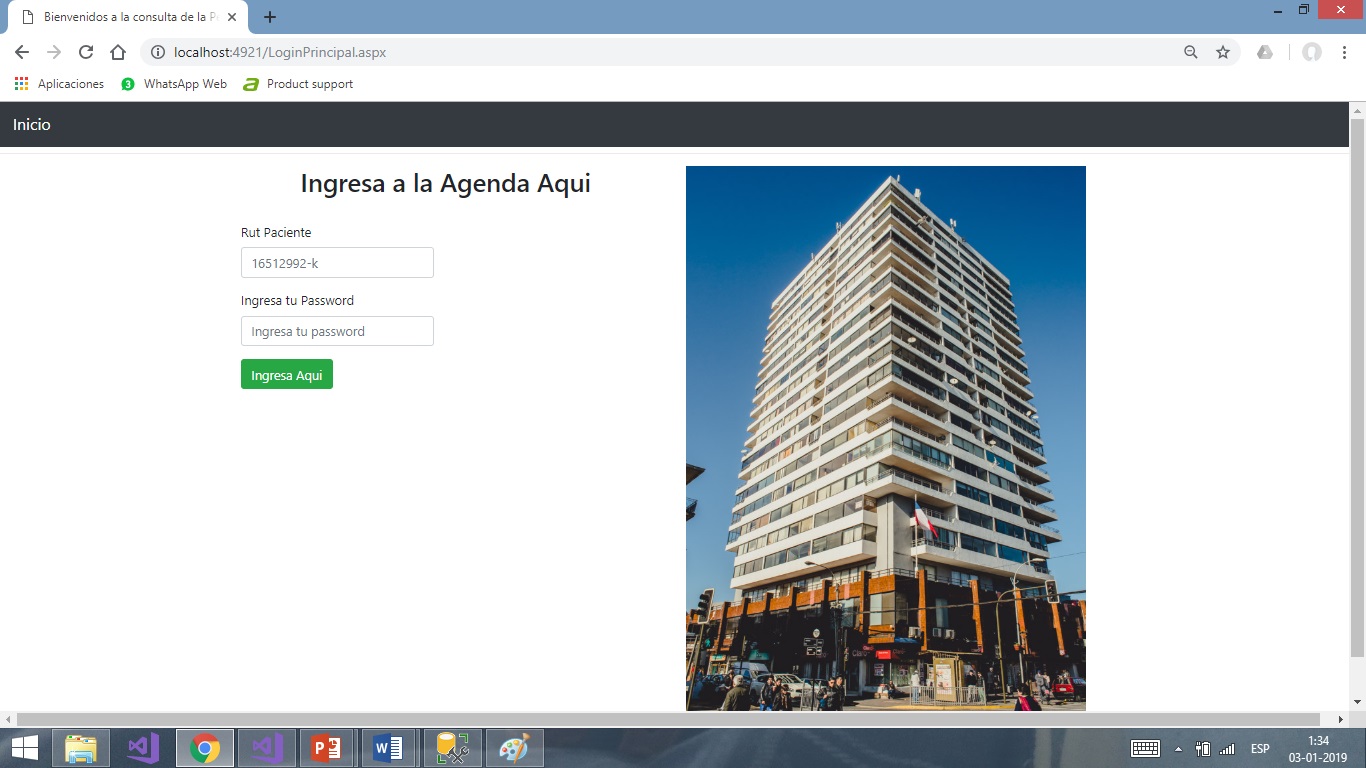 Bienvenidos a la consulta de la P
localhost:4921/LoginPrincipal.aspx
Aplicaciones
3 WhatsApp Web
Product support
Inicio
Ingresa a la Agenda Aqui
Rut Paciente
16512992-k
Ingresa tu Password
Ingresa tu password
Ingresa Aqui
ESP
1:34
03-01-2019